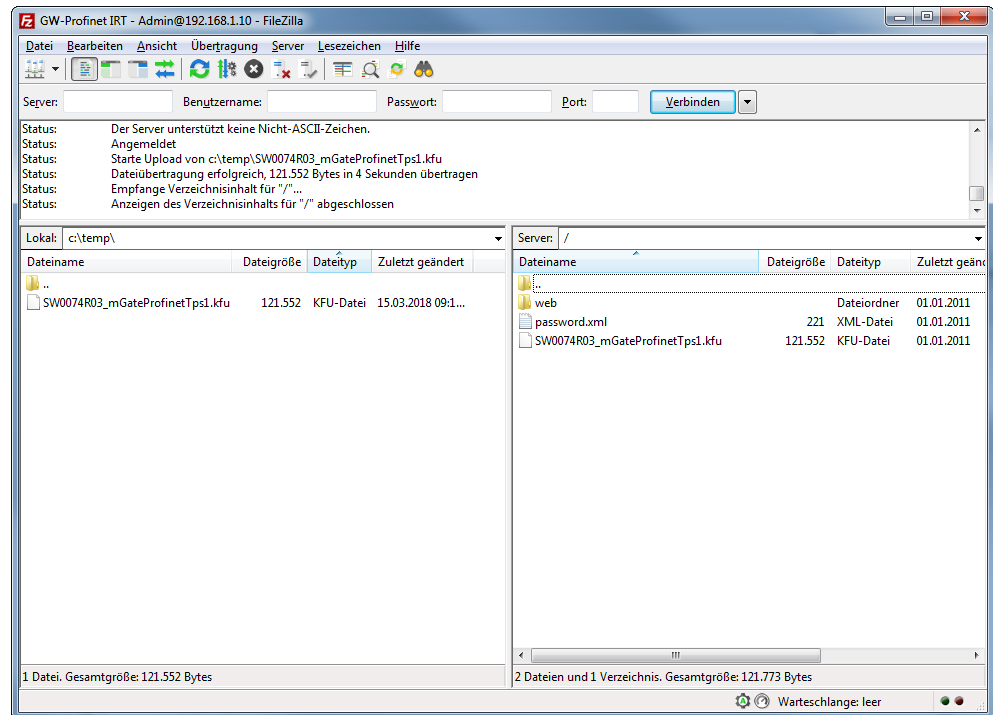 GW-Profinet IRT - Admin@192.168.1.10 - FileZilla
Datei Bearbeiten Ansicht Übertragung Server Lesezeichen Hilfe
Server: Benutzername: Passwort: Port: Verbinden
Status: Der Server unterstützt keine Nicht-ASCII-Zeichen.
Status: Angemeldet
Status: Starte Upload von c:\temp\SW0074R03_mGateProfinetTps1.kfu
Status: Dateiübertragung erfolgreich, 121.552 Bytes in 4 Sekunden übertragen
Status: Empfange Verzeichnisinhalt für "/"...
Status: Anzeigen des Verzeichnisinhalts für "/" abgeschlossen
Lokal: c:\temp\
Dateiname Dateigröße Dateityp Zuletzt geändert
..
SW0074R03_mGateProfinetTps1.kfu 121.552 KFU-Datei 15.03.2018 09:1...
1 Datei. Gesamtgröße: 121.552 Bytes
Server: /
Dateiname Dateigröße Dateityp Zuletzt geänd
..
web Dateiordner 01.01.2011
password.xml 221 XML-Datei 01.01.2011
SW0074R03_mGateProfinetTps1.kfu 121.552 KFU-Datei 01.01.2011
2 Dateien und 1 Verzeichnis. Gesamtgröße: 121.773 Bytes
Warteschlange: leer